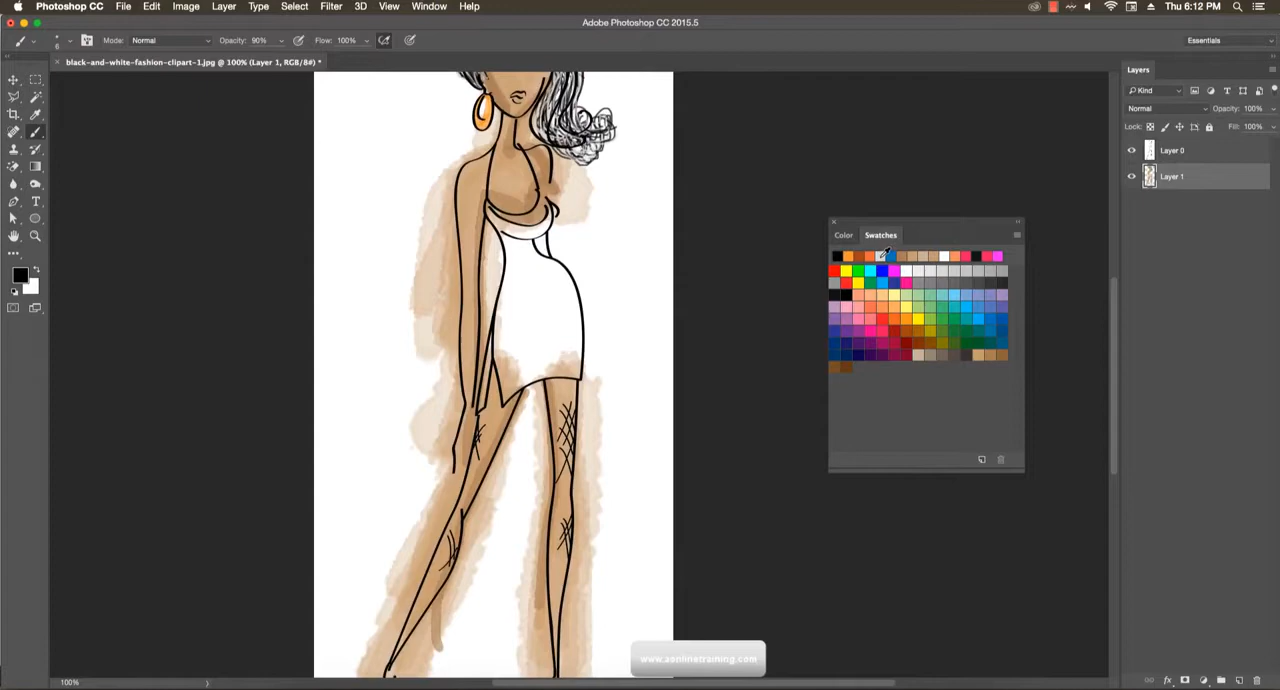 Photoshop CC File Edit Image Layer Type Select Filter 3D View Window Help Thu 6:12 PM
Adobe Photoshop CC 2015.5
6 Mode: Normal Opacity: 90% Flow: 100% Essentials
black-and-white-fashion-clipart-1.jpg @ 100% (Layer 1, RGB/8#) *
Layers
Kind
Normal Opacity: 100%
Lock: Fill: 100%
Layer 0
Layer 1
Color Swatches
www.aonlinetraining.com
100%